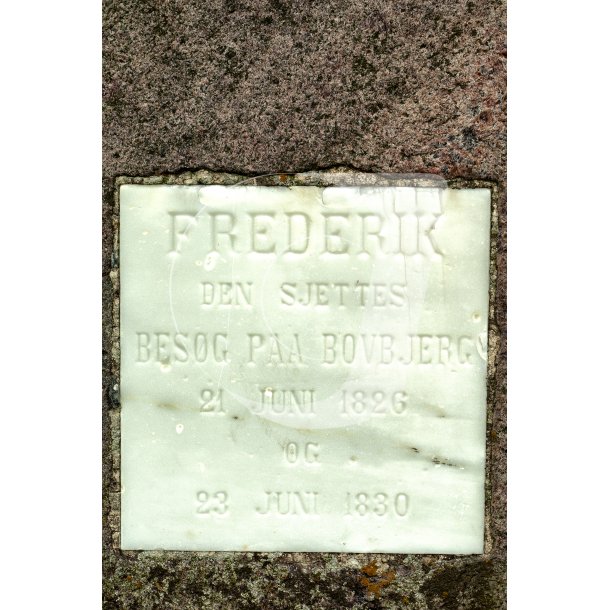 FREDERIK
DEN SJETTES
BESØG PAA BOVBJERG
21 JUNI 1826
OG
23 JUNI 1830